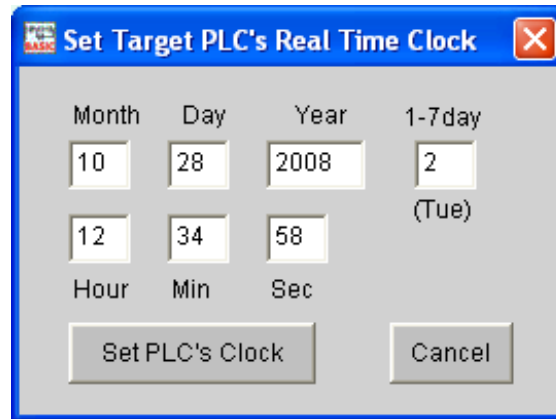 Set Target PLC's Real Time Clock
Month Day Year 1-7day
10 28 2008 2
(Tue)
12 34 58
Hour Min Sec
Set PLC's Clock Cancel